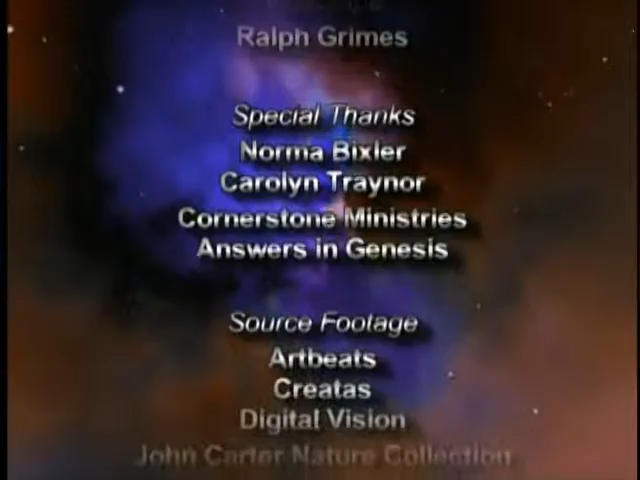 Ralph Grimes
Special Thanks
Norma Bixler
Carolyn Traynor
Cornerstone Ministries
Answers in Genesis
Source Footage
Artbeats
Creatas
Digital Vision
John Carter Nature Collection